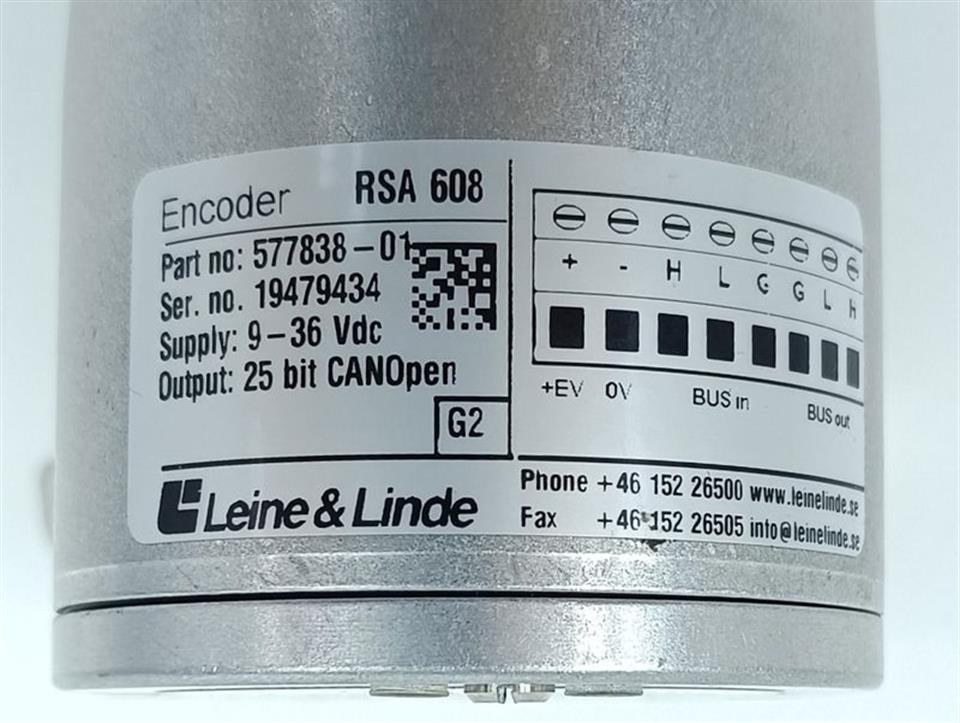 Encoder RSA 608
Part no: 577838-01
Ser. no. 19479434
Supply: 9-36 Vdc
Output: 25 bit CANOpen
G2
Leine & Linde
+ - H L G G L H
+EV 0V BUS in BUS out
Phone +46 152 26500 www.leinelinde.se
Fax +46 152 26505 info@leinelinde.se